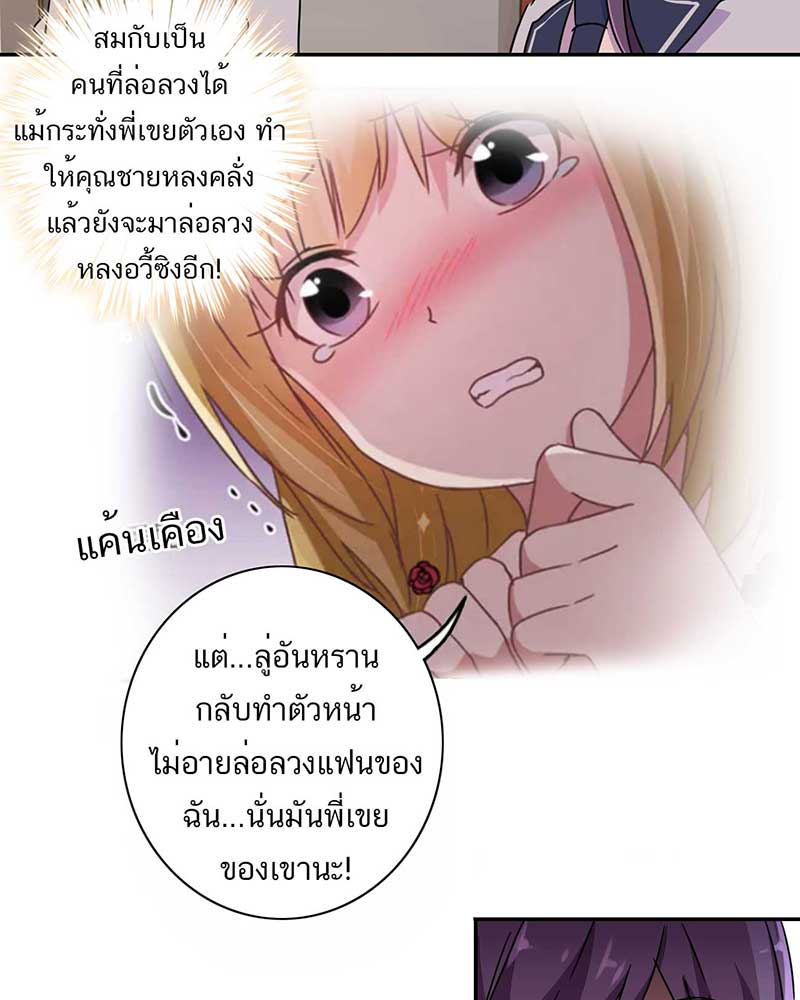 สมกับเป็น
คนที่ล่อลวงได้
แม้กระทั่งพี่เขยตัวเอง ทำ
ให้คุณชายหลงคลั่ง
แล้วยังจะมาล่อลวง
หลงอวี้ซิงอีก!
แค้นเคือง
แต่...ลู่อันหราน
กลับทำตัวหน้า
ไม่อายล่อลวงแฟนของ
ฉัน...นั่นมันพี่เขย
ของเขานะ!